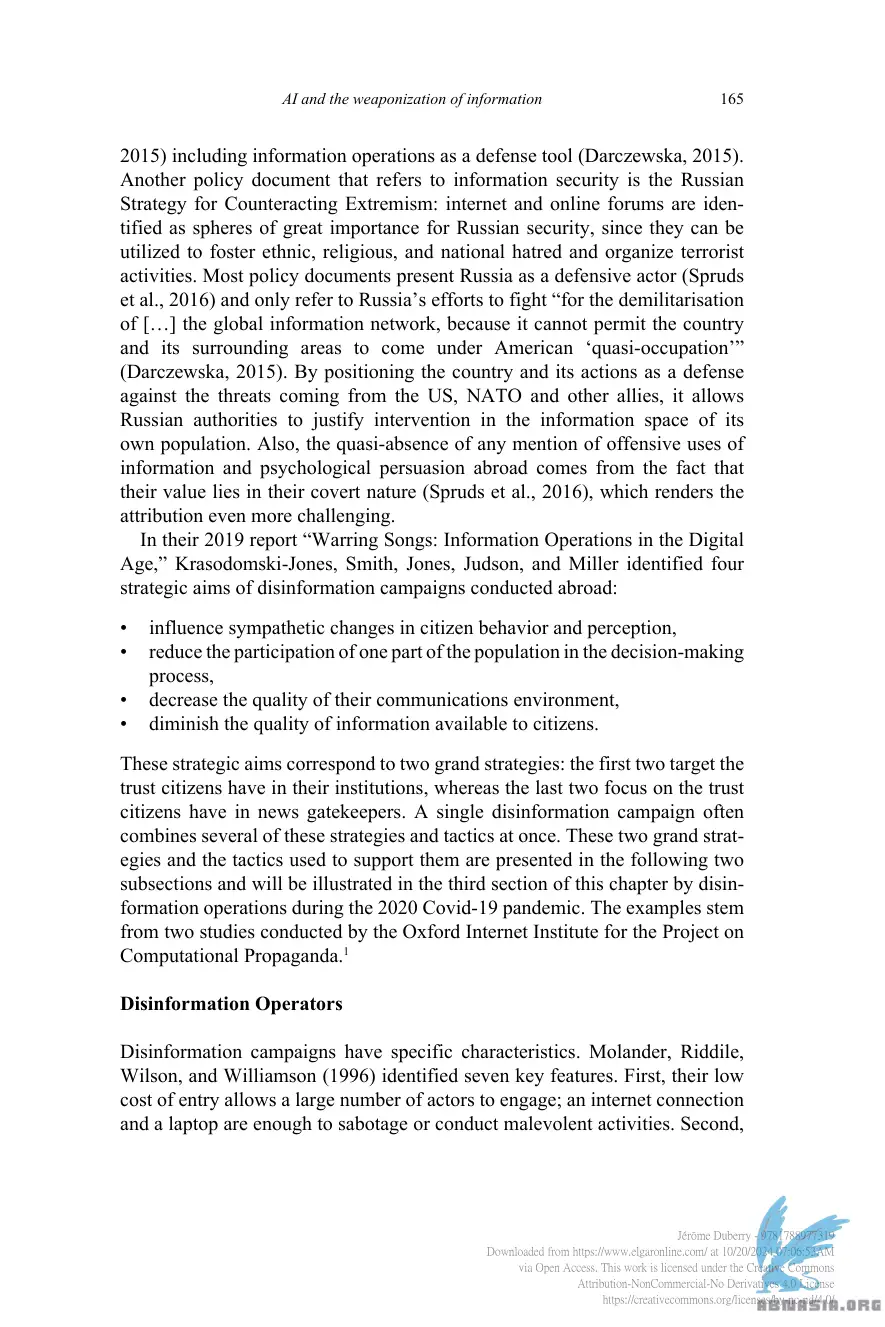 AI and the weaponization of information 165
2015) including information operations as a defense tool (Darczewska, 2015).
Another policy document that refers to information security is the Russian
Strategy for Counteracting Extremism: internet and online forums are iden-
tified as spheres of great importance for Russian security, since they can be
utilized to foster ethnic, religious, and national hatred and organize terrorist
activities. Most policy documents present Russia as a defensive actor (Spruds
et al., 2016) and only refer to Russia’s efforts to fight “for the demilitarisation
of […] the global information network, because it cannot permit the country
and its surrounding areas to come under American ‘quasi-occupation’”
(Darczewska, 2015). By positioning the country and its actions as a defense
against the threats coming from the US, NATO and other allies, it allows
Russian authorities to justify intervention in the information space of its
own population. Also, the quasi-absence of any mention of offensive uses of
information and psychological persuasion abroad comes from the fact that
their value lies in their covert nature (Spruds et al., 2016), which renders the
attribution even more challenging.
In their 2019 report “Warring Songs: Information Operations in the Digital
Age,” Krasodomski-Jones, Smith, Jones, Judson, and Miller identified four
strategic aims of disinformation campaigns conducted abroad:
• influence sympathetic changes in citizen behavior and perception,
• reduce the participation of one part of the population in the decision-making
process,
• decrease the quality of their communications environment,
• diminish the quality of information available to citizens.
These strategic aims correspond to two grand strategies: the first two target the
trust citizens have in their institutions, whereas the last two focus on the trust
citizens have in news gatekeepers. A single disinformation campaign often
combines several of these strategies and tactics at once. These two grand strat-
egies and the tactics used to support them are presented in the following two
subsections and will be illustrated in the third section of this chapter by disin-
formation operations during the 2020 Covid-19 pandemic. The examples stem
from two studies conducted by the Oxford Internet Institute for the Project on
Computational Propaganda.1
Disinformation Operators
Disinformation campaigns have specific characteristics. Molander, Riddile,
Wilson, and Williamson (1996) identified seven key features. First, their low
cost of entry allows a large number of actors to engage; an internet connection
and a laptop are enough to sabotage or conduct malevolent activities. Second,
Jérôme Duberry - 9781788977319
Downloaded from https://www.elgaronline.com/ at 10/20/2024 07:06:52AM
via Open Access. This work is licensed under the Creative Commons
Attribution-NonCommercial-No Derivatives 4.0 License
https://creativecommons.org/licenses/by-nc-nd/4.0/
ABNASIA.ORG